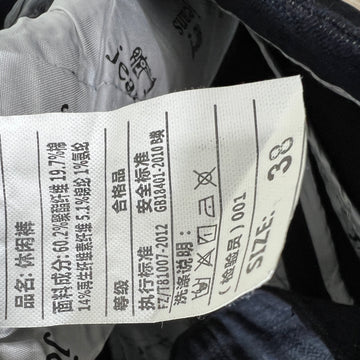 品名: 休闲裤
面料成分: 60.2%聚酯纤维 19.7%棉
14%再生纤维素纤维 5.1%锦纶 1%氨纶
等级 合格品
执行标准 安全标准
FZ/T81007-2012 GB18401-2010 B类
洗涤说明:
(检验员) 001
SIZE: 38
jeans